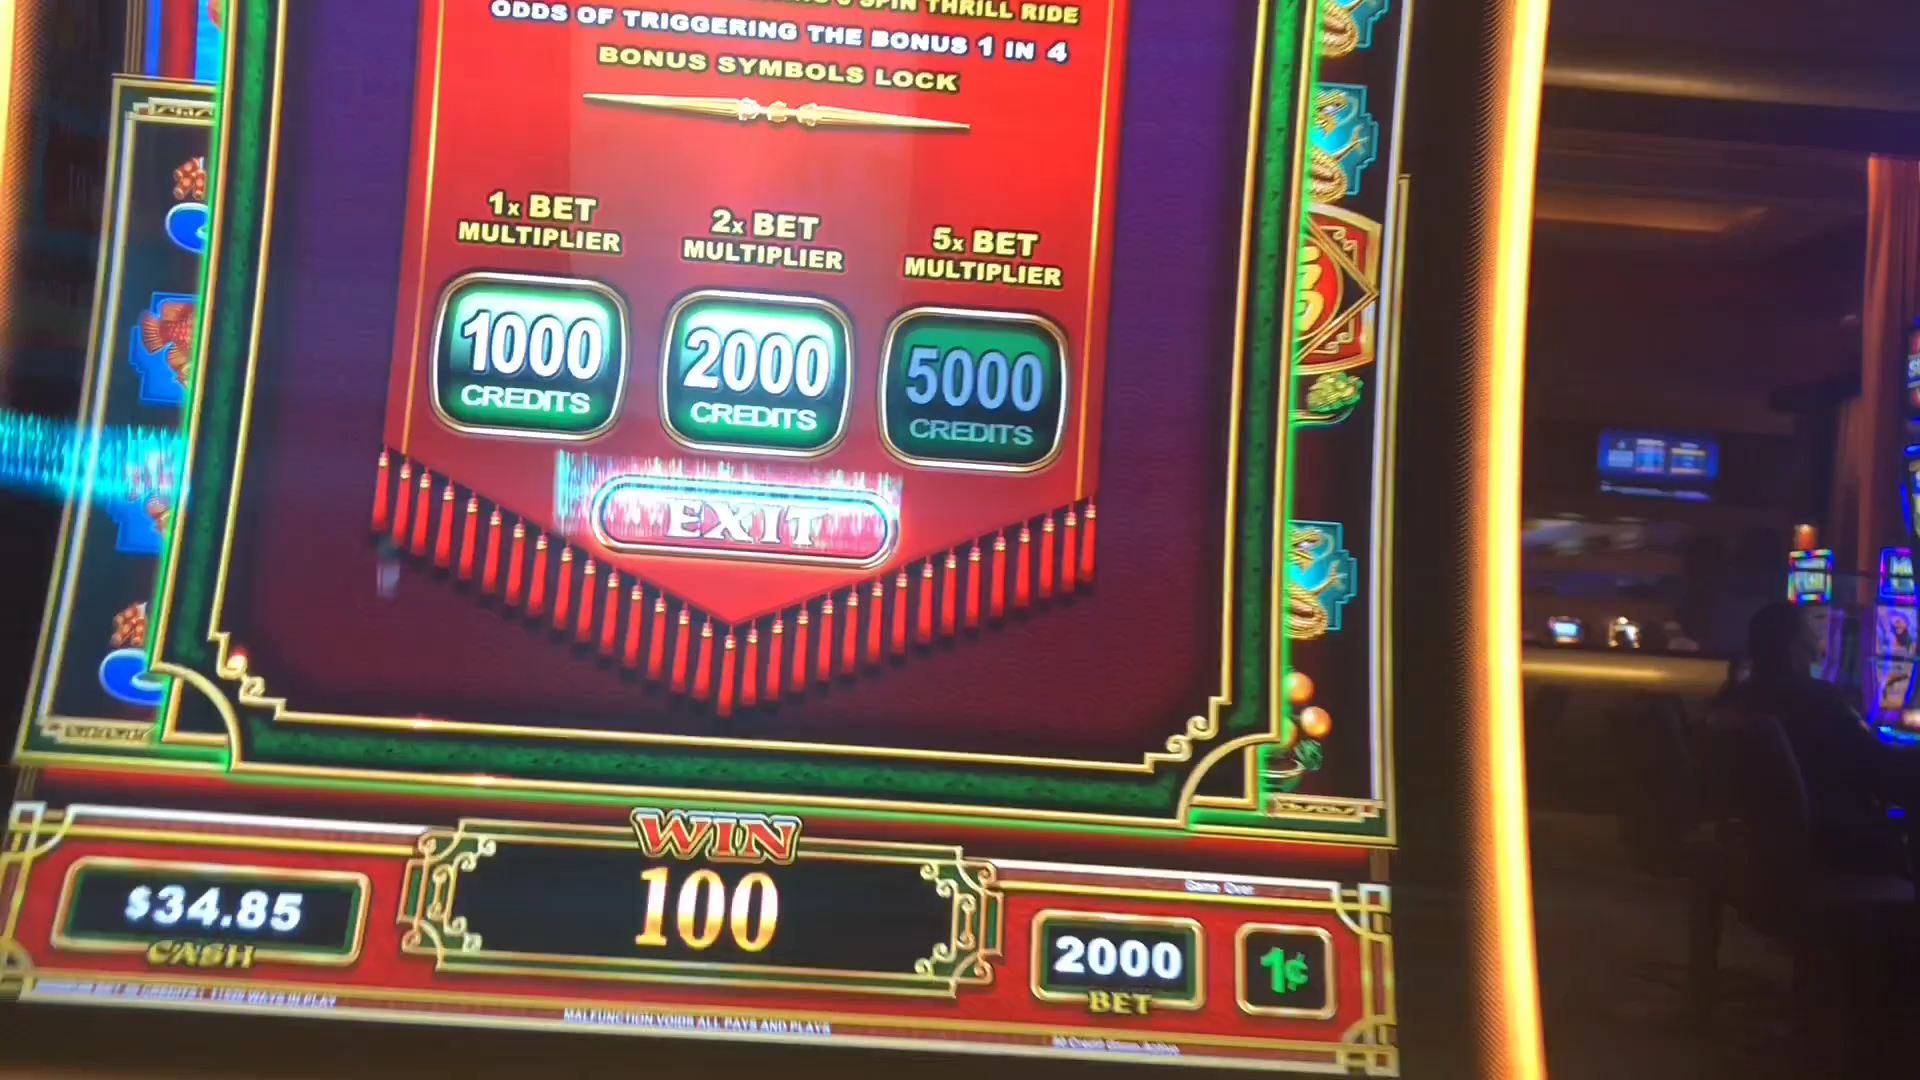 SPIN THRILL RIDE
ODDS OF TRIGGERING THE BONUS 1 IN 4
BONUS SYMBOLS LOCK
1x BET
MULTIPLIER
2x BET
MULTIPLIER
5x BET
MULTIPLIER
1000
CREDITS
2000
CREDITS
5000
CREDITS
EXIT
WIN
100
$34.85
CASH
Game Over
2000
BET
1¢
MALFUNCTION VOIDS ALL PAYS AND PLAYS